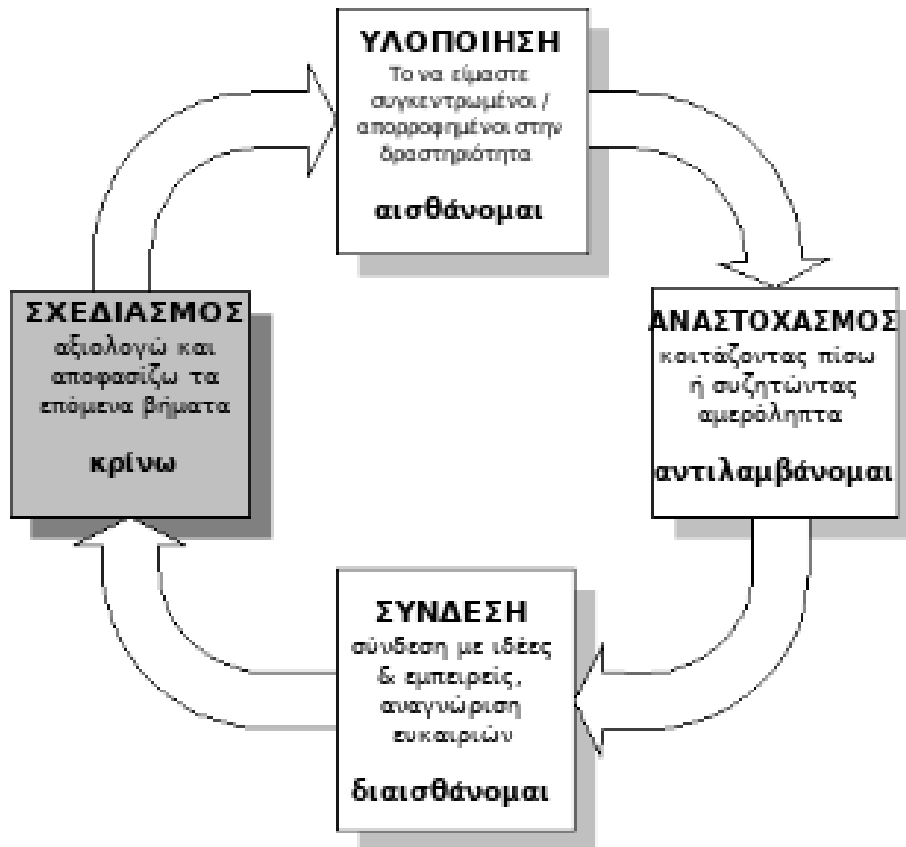 ΥΛΟΠΟΙΗΣΗ
Το να είμαστε
συγκεντρωμένοι /
απορροφημένοι στην
δραστηριότητα
αισθάνομαι
ΑΝΑΣΤΟΧΑΣΜΟΣ
κοιτάζοντας πίσω
ή συζητώντας
αμερόληπτα
αντιλαμβάνομαι
ΣΥΝΔΕΣΗ
σύνδεση με ιδέες
& εμπειρείς,
αναγνώριση
ευκαιριών
διαισθάνομαι
ΣΧΕΔΙΑΣΜΟΣ
αξιολογώ και
αποφασίζω τα
επόμενα βήματα
κρίνω